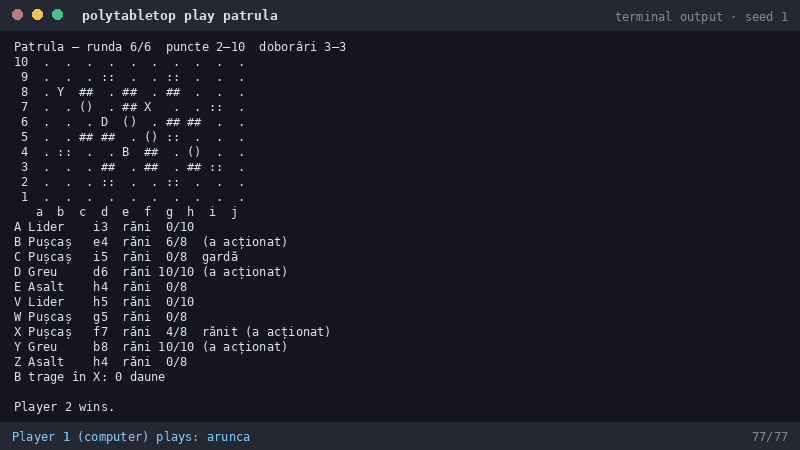 polytabletop play patrula
terminal output · seed 1
Patrula — runda 6/6  puncte 2–10  doborâri 3–3
10  .  .  .  .  .  .  .  .  .  .
 9  .  .  . ::  .  . ::  .  .  .
 8  . Y  ##  . ##  . ##  .  .  .
 7  .  . ()  . ## X   .  . ::  .
 6  .  .  . D  ()  . ## ##  .  .
 5  .  . ## ##  . () ::  .  .  .
 4  . ::  .  . B  ##  . ()  .  .
 3  .  .  . ##  . ##  . ## ::  .
 2  .  .  . ::  .  . ::  .  .  .
 1  .  .  .  .  .  .  .  .  .  .
   a  b  c  d  e  f  g  h  i  j
A Lider    i3  răni  0/10
B Pușcaș   e4  răni  6/8  (a acționat)
C Pușcaș   i5  răni  0/8  gardă
D Greu     d6  răni 10/10 (a acționat)
E Asalt    h4  răni  0/8
V Lider    h5  răni  0/10
W Pușcaș   g5  răni  0/8
X Pușcaș   f7  răni  4/8  rănit (a acționat)
Y Greu     b8  răni 10/10 (a acționat)
Z Asalt    h4  răni  0/8
B trage în X: 0 daune
Player 2 wins.
Player 1 (computer) plays: arunca
77/77